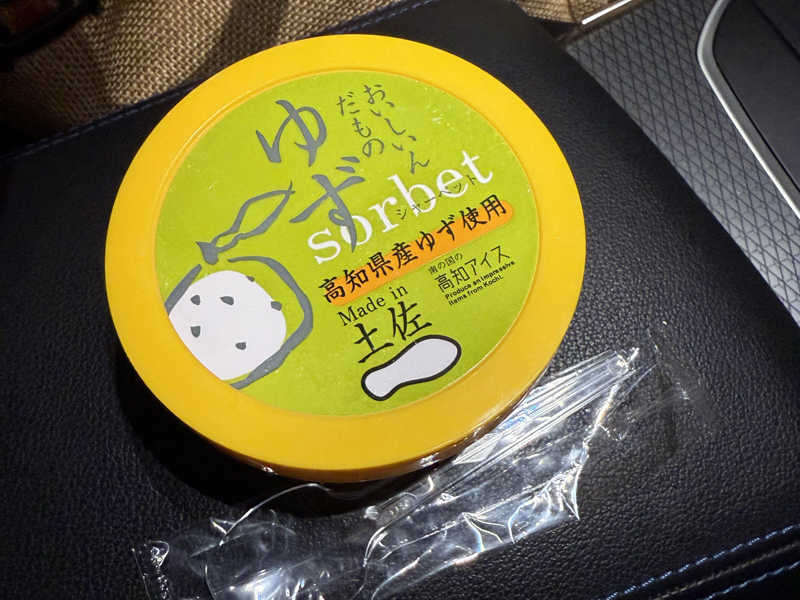 おいしいん
だもの
ゆず
sorbet
シャーベット
高知県産ゆず使用
Made in
土佐
南の国の
高知アイス
Produce an Impressive
Items from Kochi.